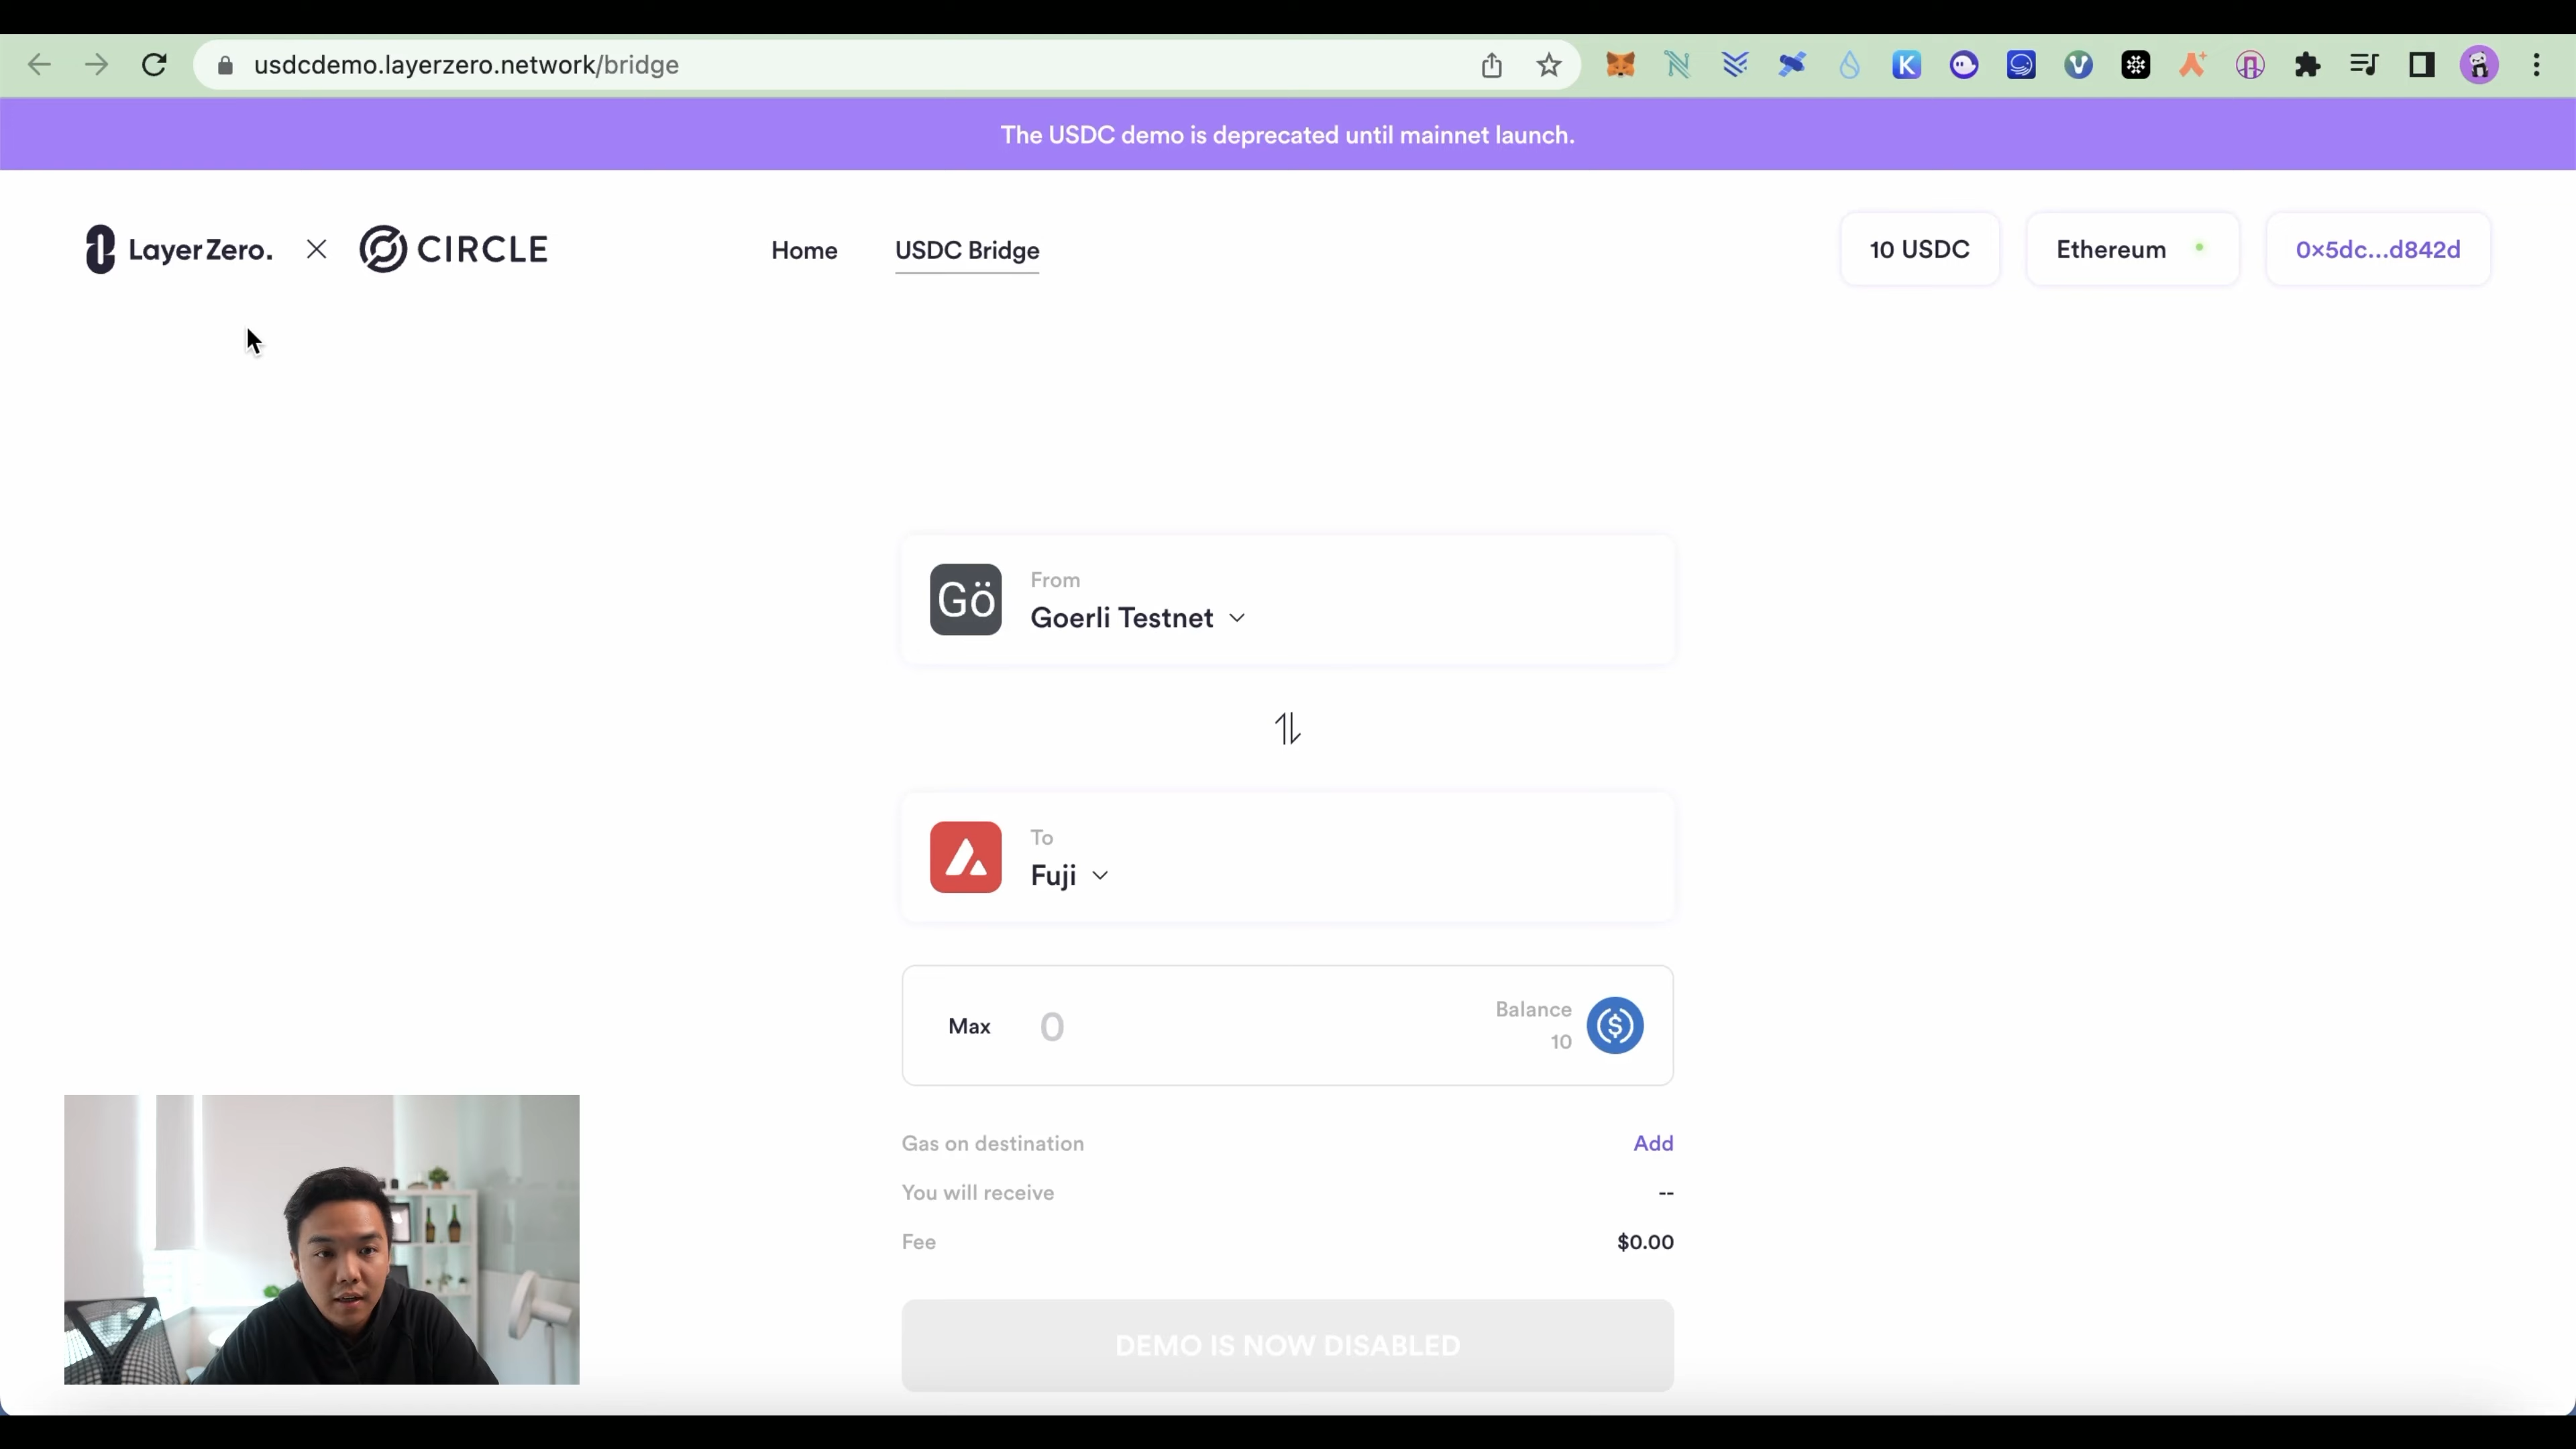 usdcdemo.layerzero.network/bridge
The USDC demo is deprecated until mainnet launch.
LayerZero. CIRCLE
Home USDC Bridge
10 USDC Ethereum 0x5dc...d842d
Gö From
Goerli Testnet
To
Fuji
Max 0 Balance
10
Gas on destination Add
You will receive --
Fee $0.00
DEMO IS NOW DISABLED